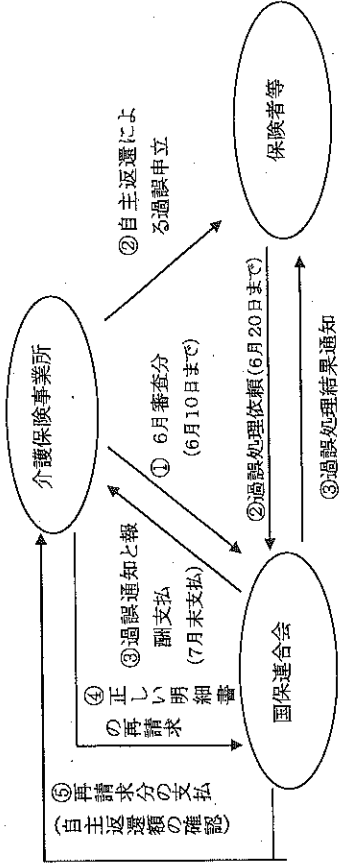 介護保険事業所
②自主返還によ
る過誤申立
保険者等
① 6月審査分
(6月10日まで)
②過誤処理依頼(6月20日まで)
③過誤処理結果通知
③過誤通知と報
酬支払
(7月末支払)
④正しい明細書
の再請求
⑤再請求分の支払
(自主返還額の確認)
国保連合会